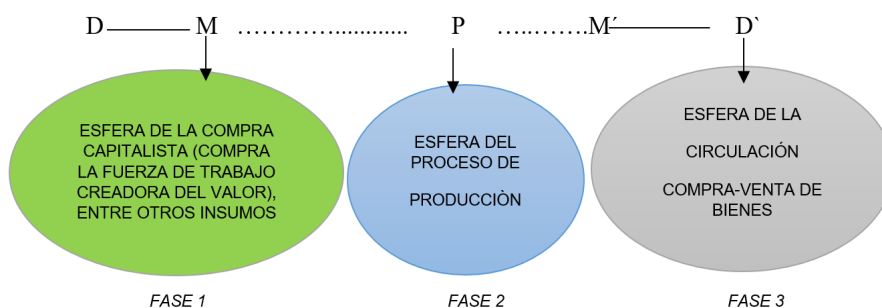 D M …………............ P …..……..M´ D`
ESFERA DE LA COMPRA
CAPITALISTA (COMPRA
LA FUERZA DE TRABAJO
CREADORA DEL VALOR),
ENTRE OTROS INSUMOS
ESFERA DEL
PROCESO DE
PRODUCCIÒN
ESFERA DE LA
CIRCULACIÓN
COMPRA-VENTA DE
BIENES
FASE 1
FASE 2
FASE 3